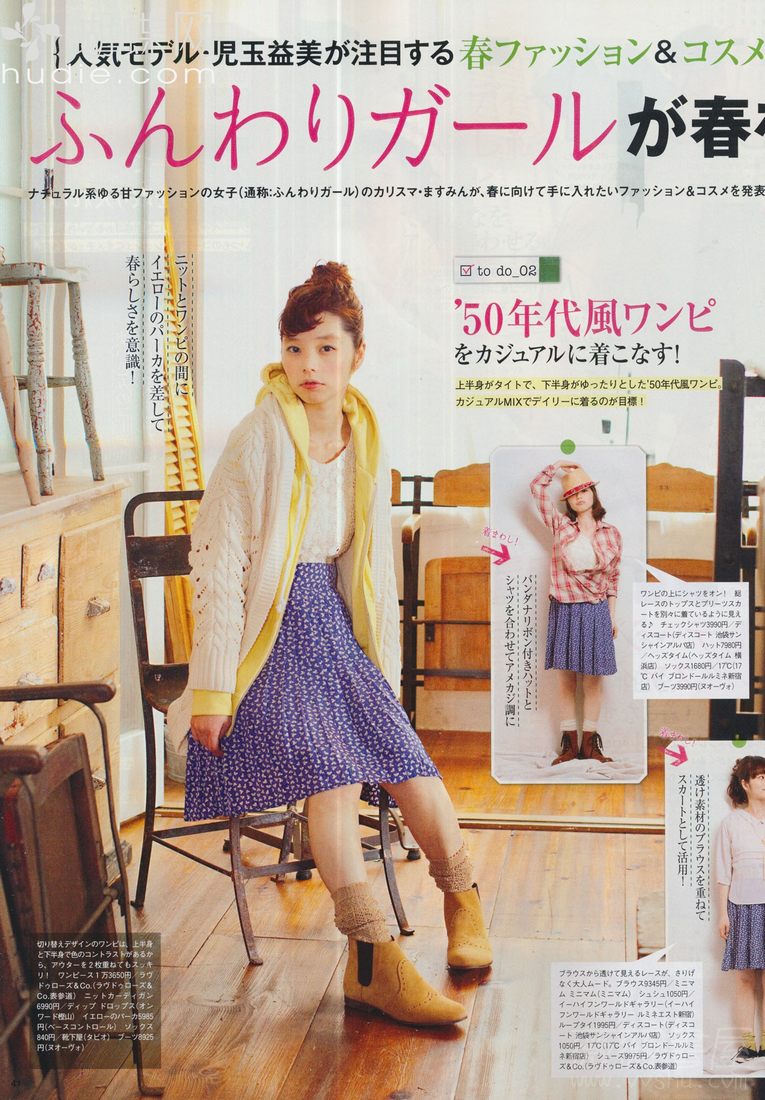 hudie.com
人気モデル・児玉益美が注目する春ファッション&コスメ
ふんわりガールが春を
ナチュラル系ゆる甘ファッションの女子(通称:ふんわりガール)のカリスマ・ますみんが、春に向けて手に入れたいファッション&コスメを発表
ニットとワンピの間に
イエローのパーカを差して
春らしさを意識!
to do_02
'50年代風ワンピ
をカジュアルに着こなす!
上半身がタイトで、下半身がゆったりとした'50年代風ワンピ。
カジュアルMIXでデイリーに着るのが目標!
着まわし!
バンダナリボン付きハットと
シャツを合わせてアメカジ調に
ワンピの上にシャツをオン! 総
レースのトップスとプリーツスカ
ートを別々に着ているように見え
る♪ チェックシャツ3990円/デ
ィスコート(ディスコート 池袋サン
シャインアルパ店) ハット7980円
/ヘッズタイム(ヘッズタイム 横
浜店) ソックス1680円/17℃(17
℃ バイ ブロンドールルミネ新宿
店) ブーツ3990円(ヌオーヴォ)
着まわし!
透け素材のブラウスを重ねて
スカートとして活用!
切り替えデザインのワンピは、上半身
と下半身で色のコントラストがあるか
ら、アウターを2枚重ねてもスッ
キリ! ワンピース1万3650円/ラヴ
ドゥローズ&Co.(ラヴドゥローズ&
Co.表参道) ニットカーディガン
6990円/ディップ ドロップス(オン
ワード樫山) イエローのパーカ5985
円(ベースコントロール) ソックス
840円/靴下屋(タビオ) ブーツ8925
円(ヌオーヴォ)
ブラウスから透けて見えるレースが、さりげ
なく大人ムード。ブラウス9345円/ミニマ
ム ミニマム(ミニマム) シュシュ1050円/
イーハイフンワールドギャラリー(イーハイ
フンワールドギャラリー ルミネエスト新宿)
ループタイ1995円/ディスコート(ディスコ
ート 池袋サンシャインアルパ店) ソックス
1050円/17℃(17℃ バイ ブロンドールルミ
ネ新宿店) シューズ9975円/ラヴドゥロー
ズ&Co.(ラヴドゥローズ&Co.表参道)
41